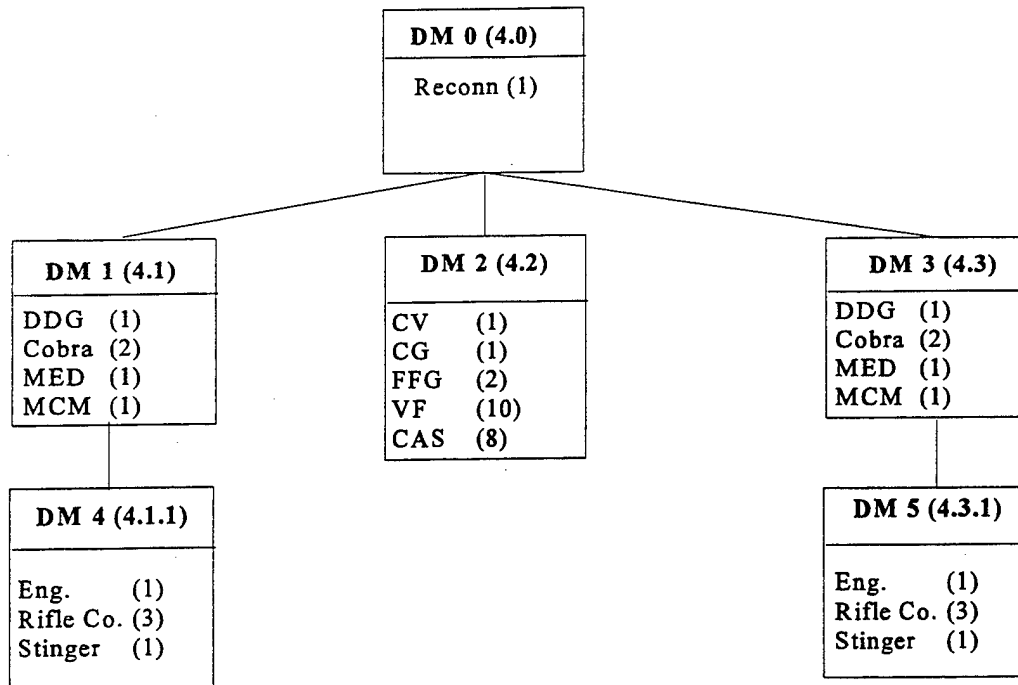 DM 0 (4.0)
Reconn (1)
DM 1 (4.1)
DDG (1)
Cobra (2)
MED (1)
MCM (1)
DM 2 (4.2)
CV (1)
CG (1)
FFG (2)
VF (10)
CAS (8)
DM 3 (4.3)
DDG (1)
Cobra (2)
MED (1)
MCM (1)
DM 4 (4.1.1)
Eng. (1)
Rifle Co. (3)
Stinger (1)
DM 5 (4.3.1)
Eng. (1)
Rifle Co. (3)
Stinger (1)